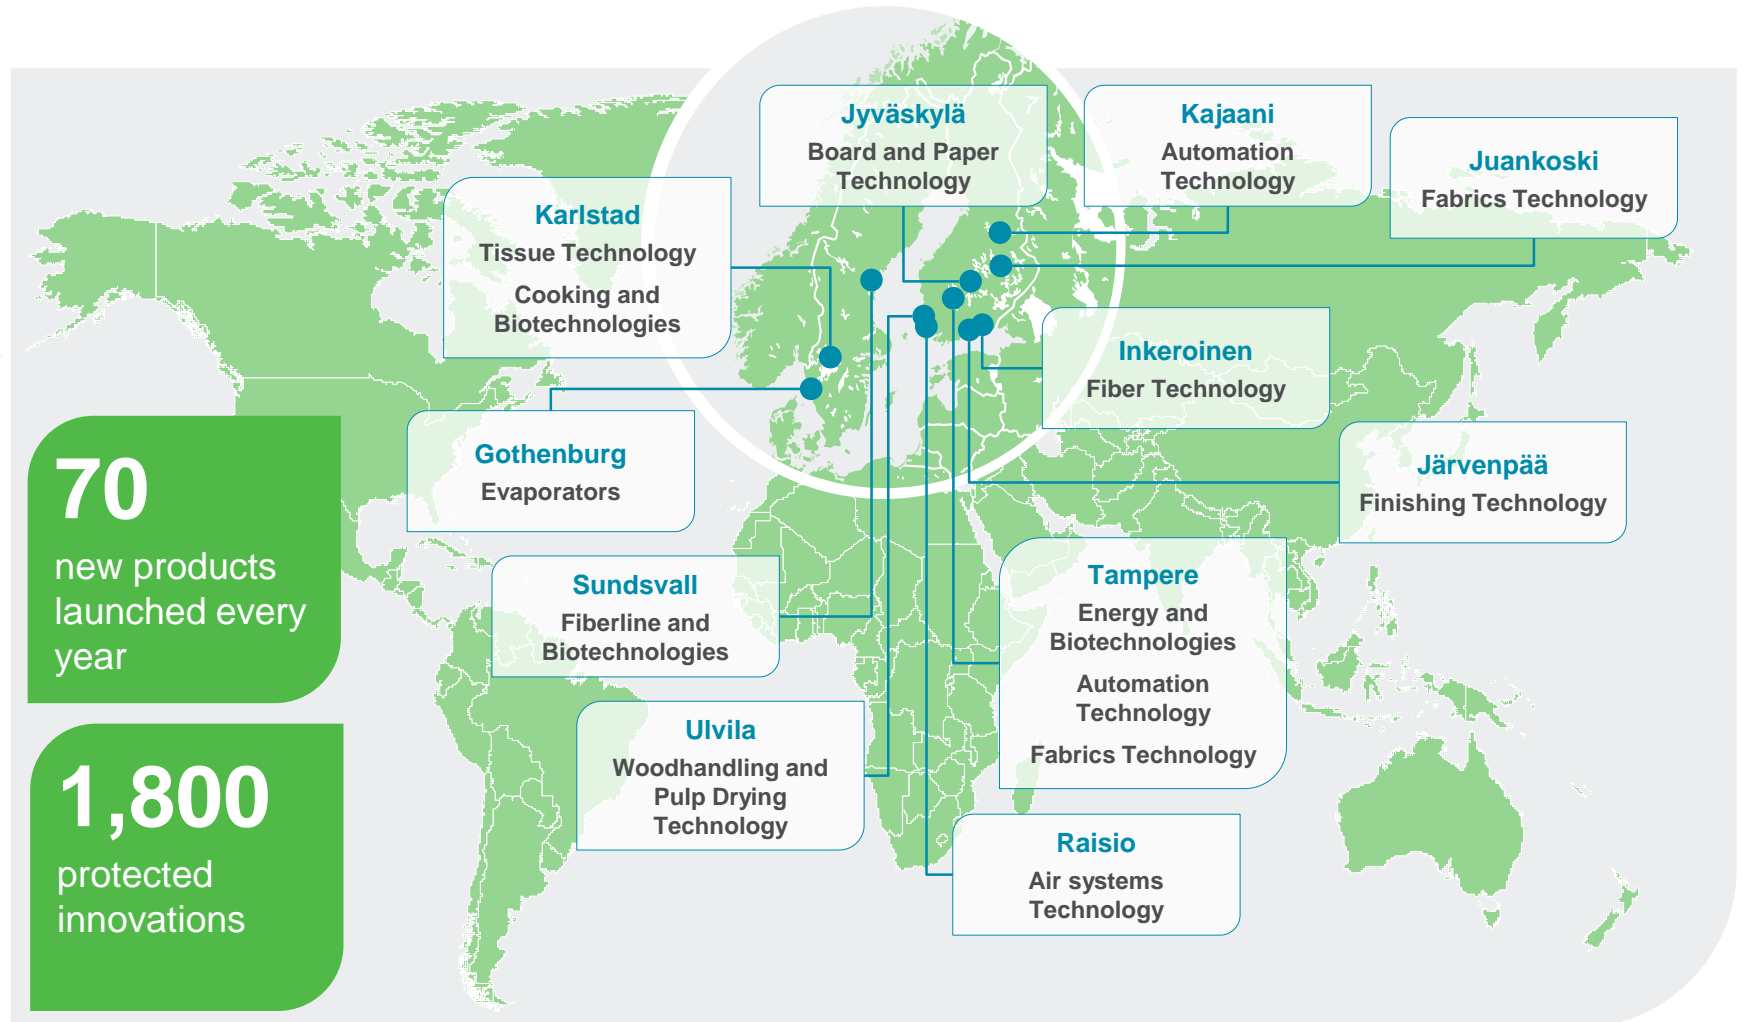 Jyväskylä
Board and Paper
Technology
Kajaani
Automation
Technology
Juankoski
Fabrics Technology
Karlstad
Tissue Technology
Cooking and
Biotechnologies
Inkeroinen
Fiber Technology
Gothenburg
Evaporators
Järvenpää
Finishing Technology
70
new products
launched every
year
Sundsvall
Fiberline and
Biotechnologies
Tampere
Energy and
Biotechnologies
Automation
Technology
Fabrics Technology
Ulvila
Woodhandling and
Pulp Drying
Technology
1,800
protected
innovations
Raisio
Air systems
Technology